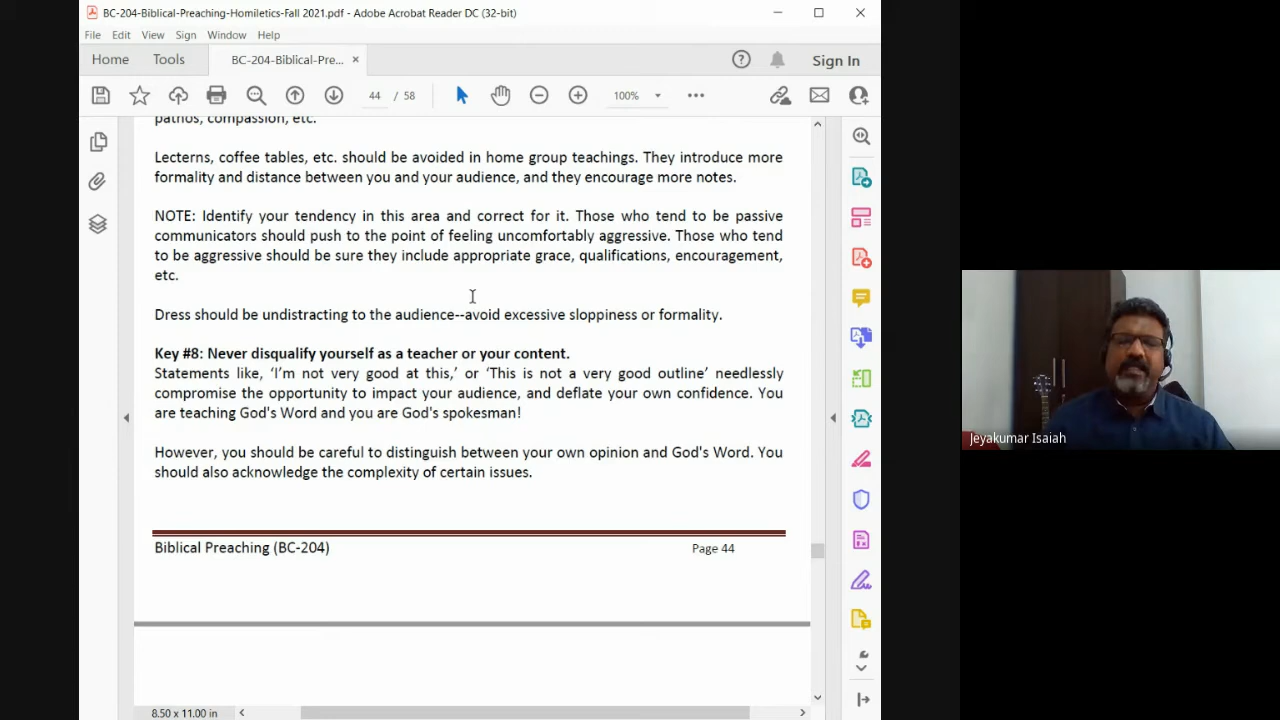 BC-204-Biblical-Preaching-Homiletics-Fall 2021.pdf - Adobe Acrobat Reader DC (32-bit)
File Edit View Sign Window Help
Home Tools BC-204-Biblical-Pre... × Sign In
44 / 58 100%
pathos, compassion, etc.
Lecterns, coffee tables, etc. should be avoided in home group teachings. They introduce more
formality and distance between you and your audience, and they encourage more notes.
NOTE: Identify your tendency in this area and correct for it. Those who tend to be passive
communicators should push to the point of feeling uncomfortably aggressive. Those who tend
to be aggressive should be sure they include appropriate grace, qualifications, encouragement,
etc.
Dress should be undistracting to the audience--avoid excessive sloppiness or formality.
Key #8: Never disqualify yourself as a teacher or your content.
Statements like, ‘I’m not very good at this,’ or ‘This is not a very good outline’ needlessly
compromise the opportunity to impact your audience, and deflate your own confidence. You
are teaching God's Word and you are God's spokesman!
However, you should be careful to distinguish between your own opinion and God's Word. You
should also acknowledge the complexity of certain issues.
Biblical Preaching (BC-204) Page 44
8.50 x 11.00 in
Jeyakumar Isaiah